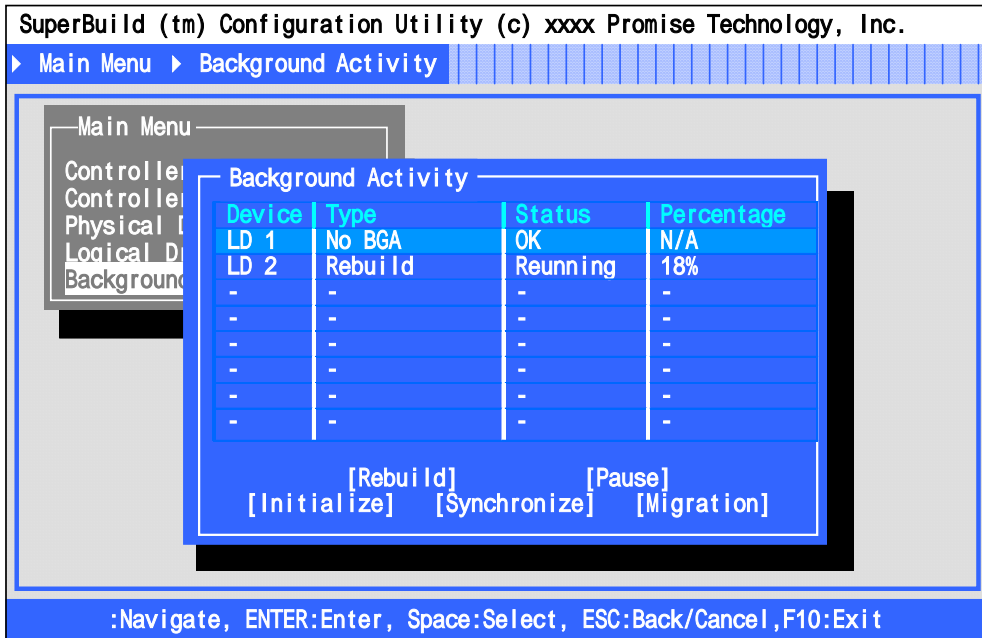 SuperBuild (tm) Configuration Utility (c) xxxx Promise Technology, Inc.
Main Menu Background Activity
Main Menu
Controller
Controller
Physical D
Logical Dr
Background
Background Activity
Device Type Status Percentage
LD 1 No BGA OK N/A
LD 2 Rebuild Reunning 18%
- - - -
- - - -
- - - -
- - - -
- - - -
- - - -
[Rebuild] [Pause]
[Initialize] [Synchronize] [Migration]
:Navigate, ENTER:Enter, Space:Select, ESC:Back/Cancel,F10:Exit